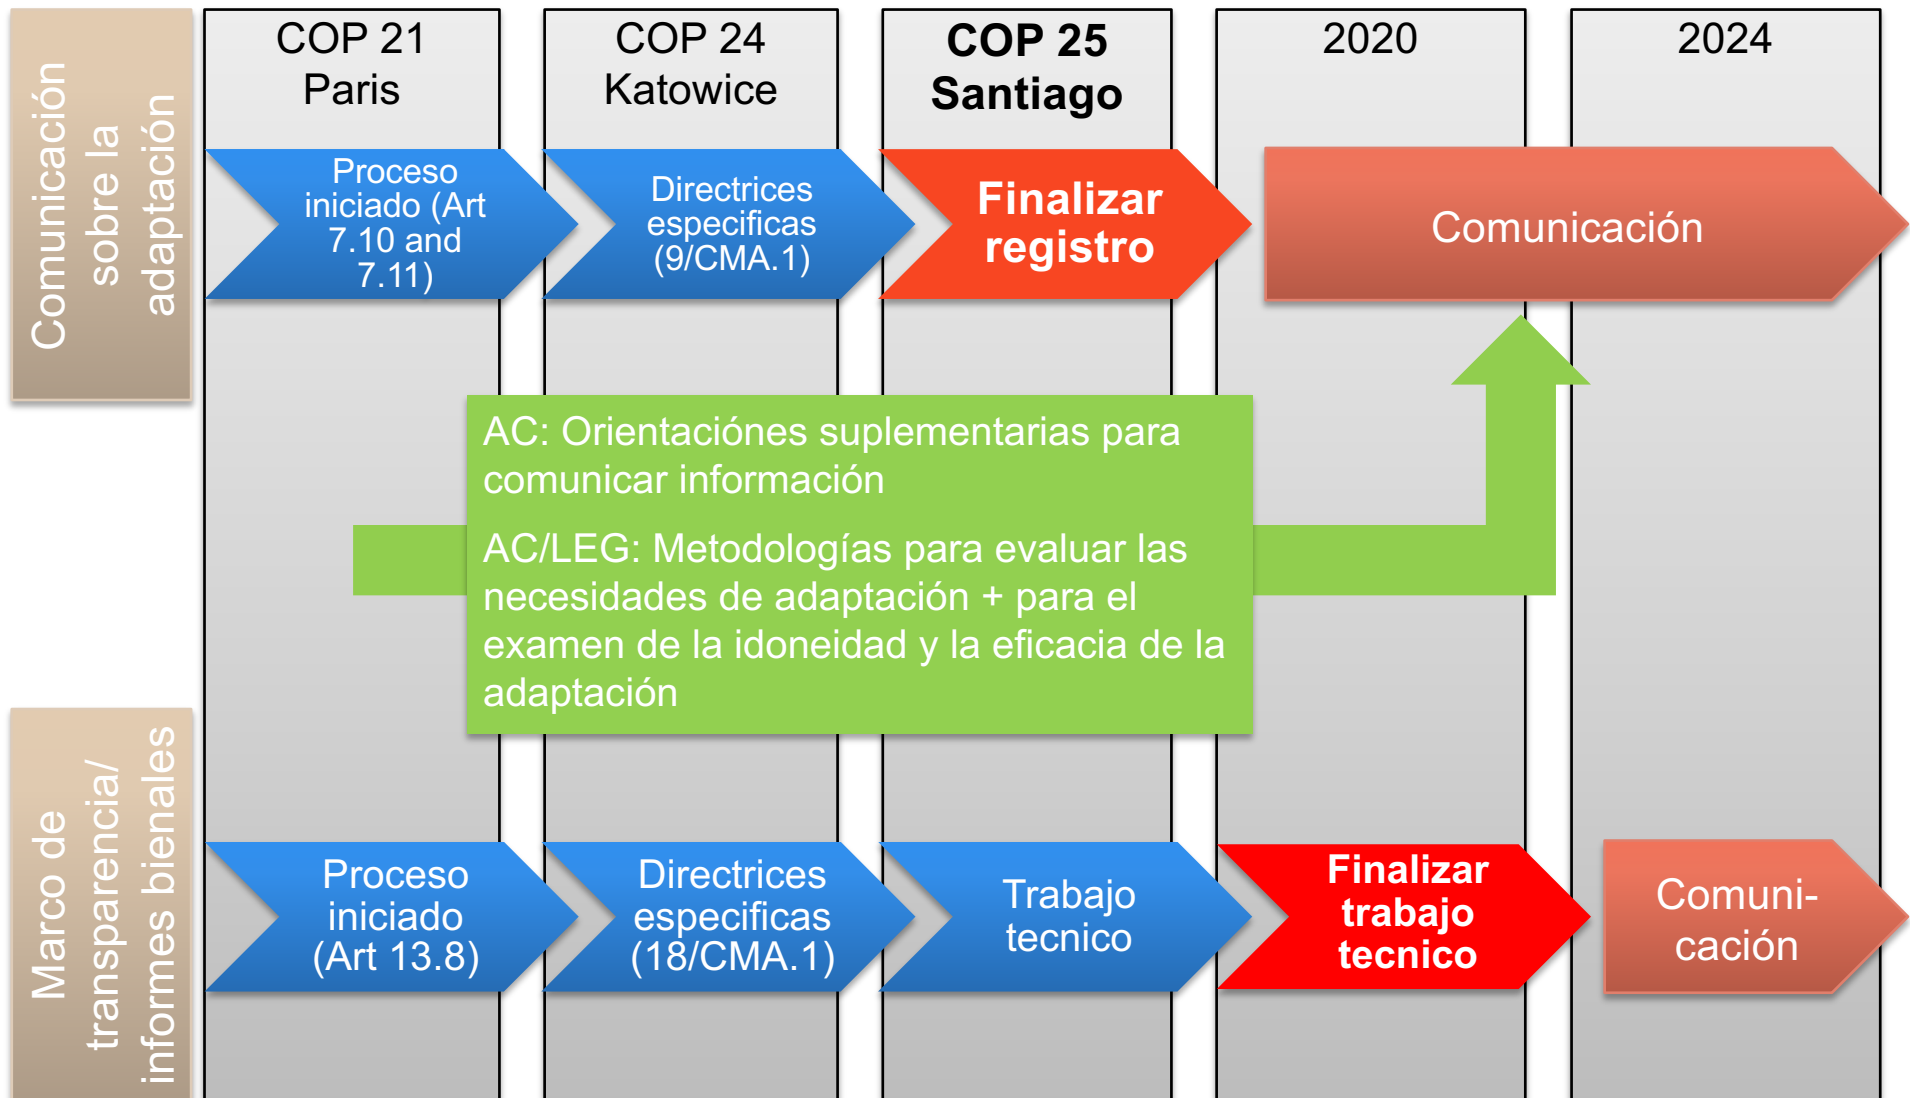 COP 21
Paris
COP 24
Katowice
COP 25
Santiago
2020
2024
Comunicación
sobre la
adaptación
Proceso
iniciado (Art
7.10 and
7.11)
Directrices
especificas
(9/CMA.1)
Finalizar
registro
Comunicación
AC: Orientaciónes suplementarias para
comunicar información
AC/LEG: Metodologías para evaluar las
necesidades de adaptación + para el
examen de la idoneidad y la eficacia de la
adaptación
Marco de
transparencia/
informes bienales
Proceso
iniciado
(Art 13.8)
Directrices
especificas
(18/CMA.1)
Trabajo
tecnico
Finalizar
trabajo
tecnico
Comuni-
cación